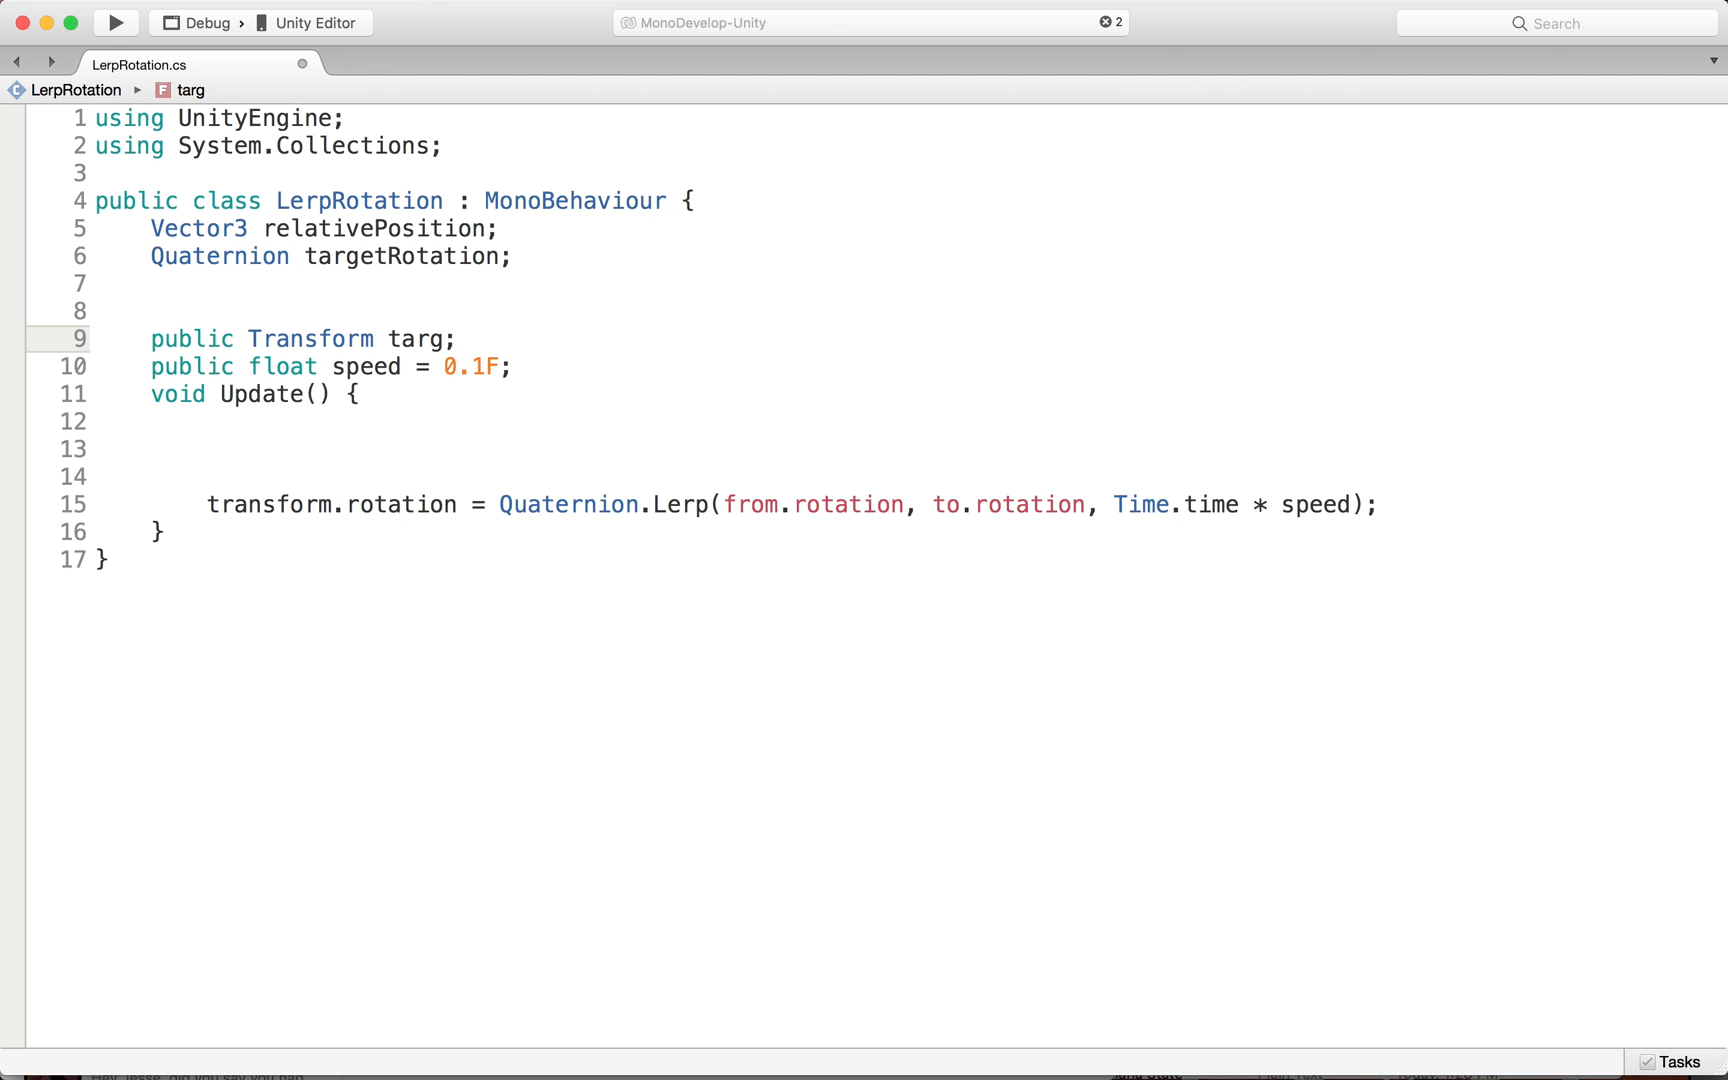 Debug › Unity Editor
MonoDevelop-Unity
2
Search
LerpRotation.cs
LerpRotation ▸ F targ
1 using UnityEngine;
2 using System.Collections;
3
4 public class LerpRotation : MonoBehaviour {
5 Vector3 relativePosition;
6 Quaternion targetRotation;
7
8
9 public Transform targ;
10 public float speed = 0.1F;
11 void Update() {
12
13
14
15 transform.rotation = Quaternion.Lerp(from.rotation, to.rotation, Time.time * speed);
16 }
17 }
Tasks